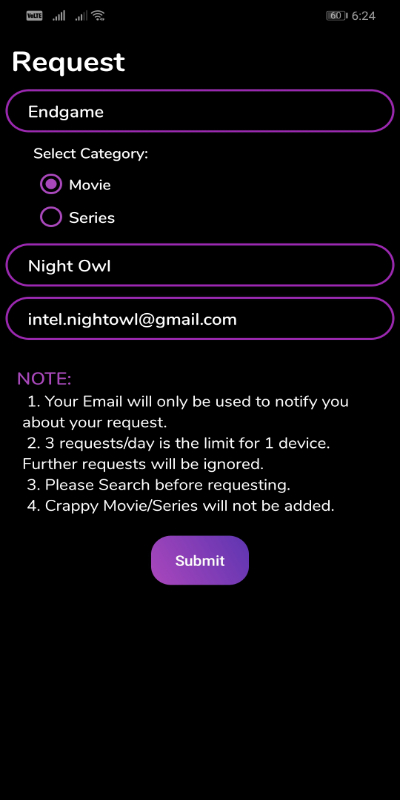 VoLTE 60 6:24
Request
Endgame
Select Category:
Movie
Series
Night Owl
intel.nightowl@gmail.com
NOTE:
1. Your Email will only be used to notify you
about your request.
2. 3 requests/day is the limit for 1 device.
Further requests will be ignored.
3. Please Search before requesting.
4. Crappy Movie/Series will not be added.
Submit